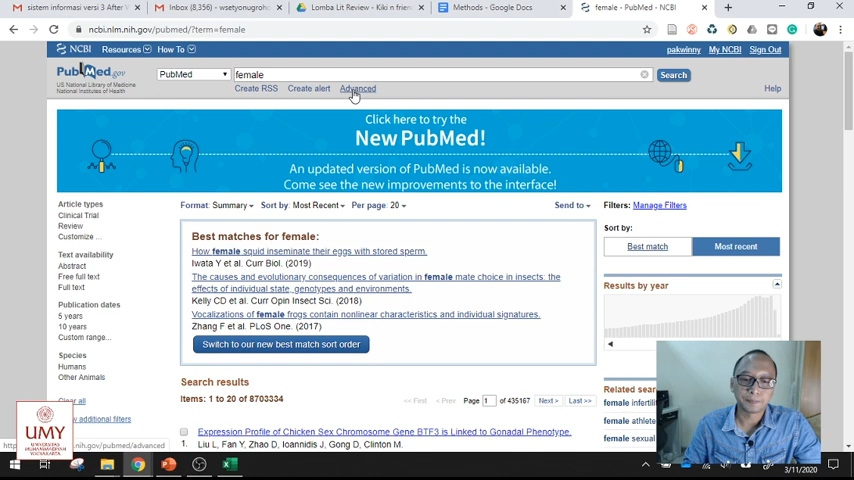 sistem informasi versi 3 After W
Inbox (8,356) - wsetyonugroho
Lomba Lit Review - Kiki n frien
Methods - Google Docs
female - PubMed - NCBI
ncbi.nlm.nih.gov/pubmed/?term=female
NCBI Resources How To
pakwinny My NCBI Sign Out
PubMed.gov
US National Library of Medicine
National Institutes of Health
PubMed
female
Search
Create RSS Create alert Advanced
Help
Click here to try the
New PubMed!
An updated version of PubMed is now available.
Come see the new improvements to the interface!
Article types
Clinical Trial
Review
Customize ...
Text availability
Abstract
Free full text
Full text
Publication dates
5 years
10 years
Custom range...
Species
Humans
Other Animals
Clear all
additional filters
Format: Summary Sort by: Most Recent Per page: 20
Send to
Best matches for female:
How female squid inseminate their eggs with stored sperm.
Iwata Y et al. Curr Biol. (2019)
The causes and evolutionary consequences of variation in female mate choice in insects: the
effects of individual state, genotypes and environments.
Kelly CD et al. Curr Opin Insect Sci. (2018)
Vocalizations of female frogs contain nonlinear characteristics and individual signatures.
Zhang F et al. PLoS One. (2017)
Switch to our new best match sort order
Search results
Items: 1 to 20 of 8703334
<< First < Prev Page 1 of 435167 Next > Last >>
Expression Profile of Chicken Sex Chromosome Gene BTF3 is Linked to Gonadal Phenotype.
1. Liu L, Fan Y, Zhao D, Ioannidis J, Gong D, Clinton M.
Filters: Manage Filters
Sort by:
Best match Most recent
Results by year
Related sear
female infertili
female athlete
female sexual
UMY
UNIVERSITAS
MUHAMMADIYAH
YOGYAKARTA
.nih.gov/pubmed/advanced
3/11/2020